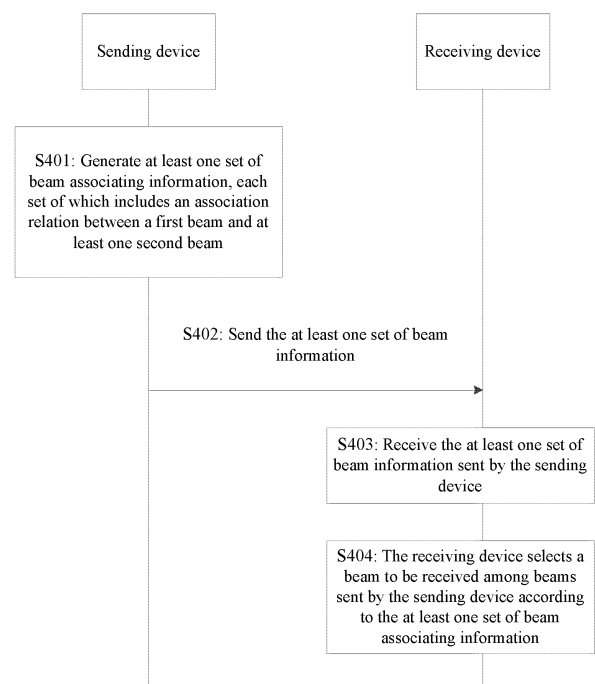 Sending device
Receiving device
S401: Generate at least one set of
beam associating information, each
set of which includes an association
relation between a first beam and at
least one second beam
S402: Send the at least one set of beam
information
S403: Receive the at least one set of
beam information sent by the sending
device
S404: The receiving device selects a
beam to be received among beams
sent by the sending device according
to the at least one set of beam
associating information